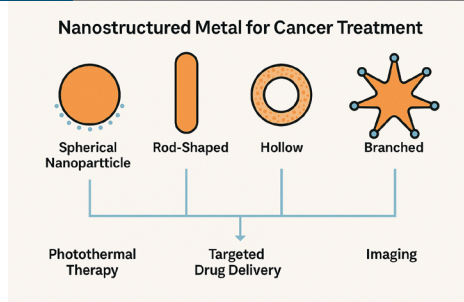 Nanostructured Metal for Cancer Treatment
Spherical
Nanopartticle
Rod-Shaped
Hollow
Branched
Photothermal
Therapy
Targeted
Drug Delivery
Imaging